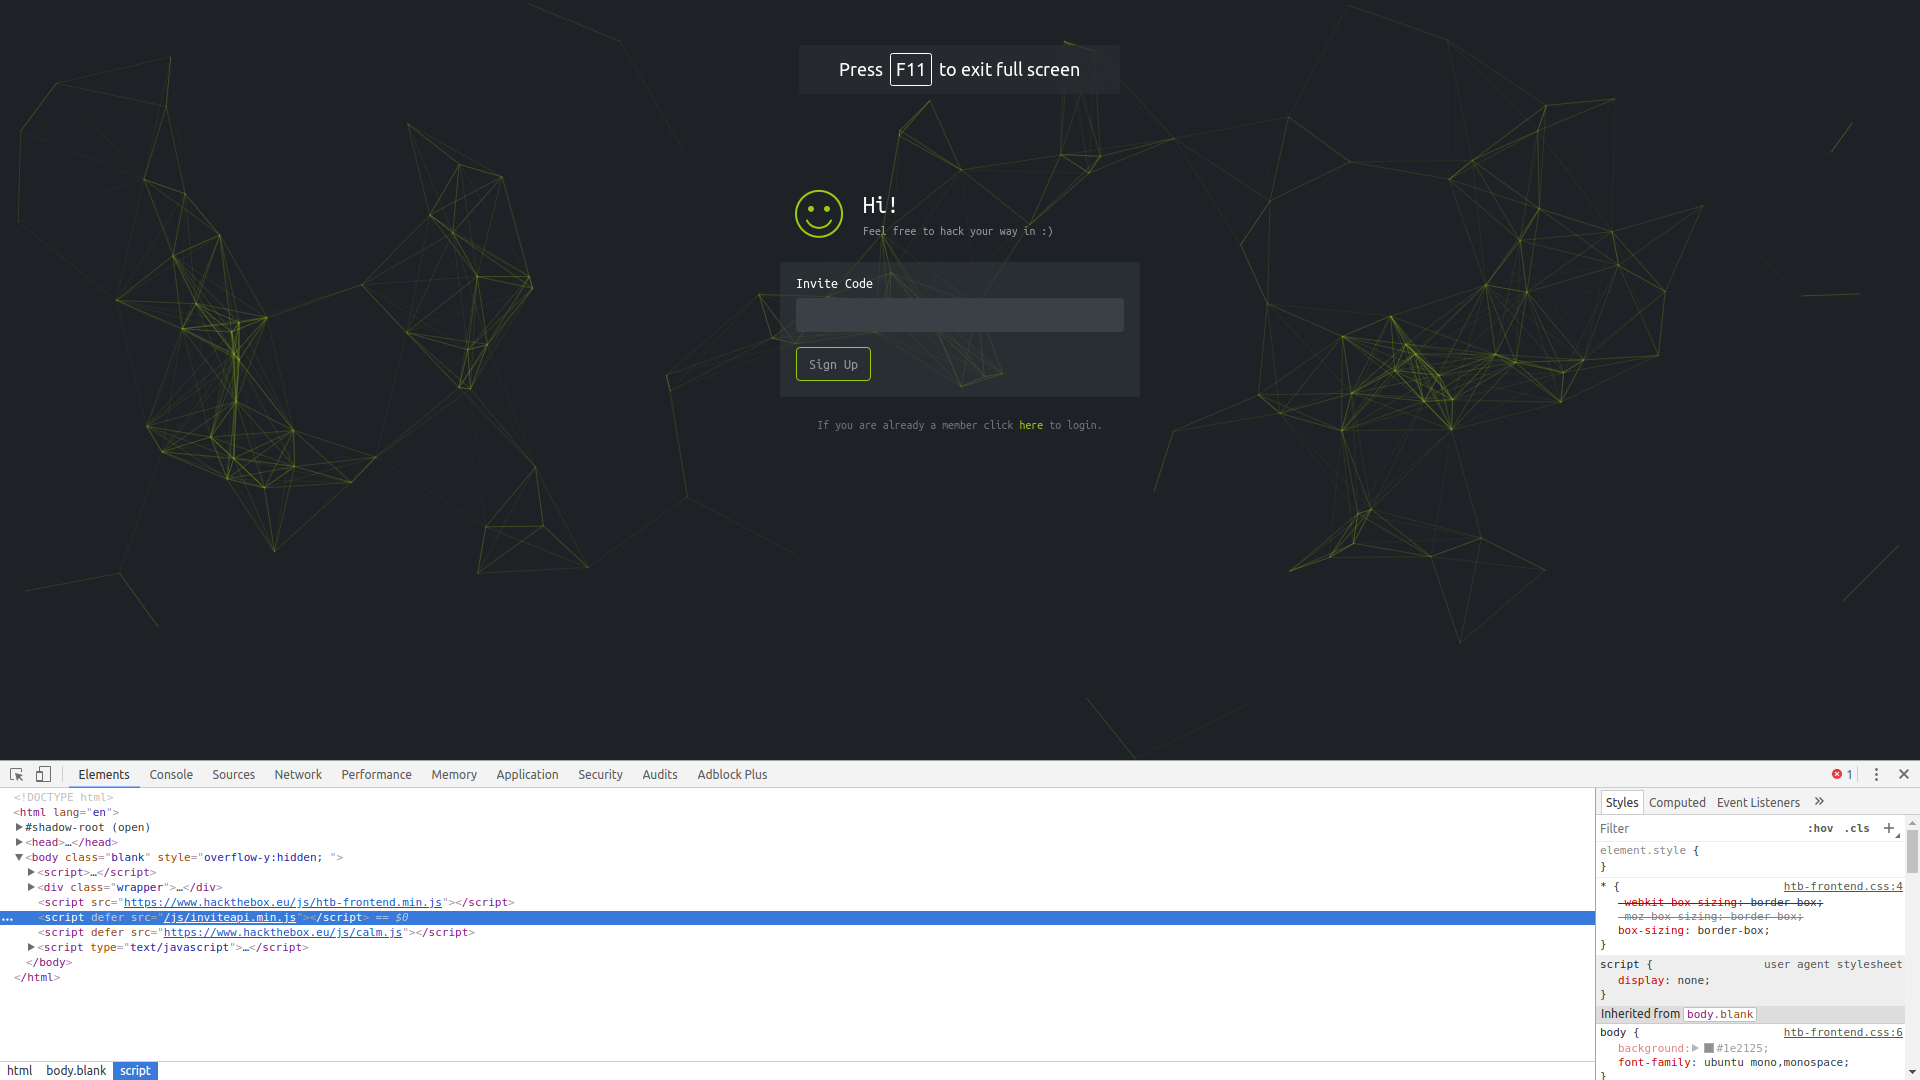 Press F11 to exit full screen
Hi!
Feel free to hack your way in :)
Invite Code
Sign Up
If you are already a member click here to login.
Elements Console Sources Network Performance Memory Application Security Audits Adblock Plus 1
<!DOCTYPE html>
<html lang="en">
#shadow-root (open)
<head>…</head>
<body class="blank" style="overflow-y:hidden; ">
<script>…</script>
<div class="wrapper">…</div>
<script src="https://www.hackthebox.eu/js/htb-frontend.min.js"></script>
<script defer src="/js/inviteapi.min.js"></script> == $0
<script defer src="https://www.hackthebox.eu/js/calm.js"></script>
<script type="text/javascript">…</script>
</body>
</html>
html body.blank script
Styles Computed Event Listeners »
Filter :hov .cls +
element.style {
}
* { htb-frontend.css:4
-webkit-box-sizing: border-box;
-moz-box-sizing: border-box;
box-sizing: border-box;
}
script { user agent stylesheet
display: none;
}
Inherited from body.blank
body { htb-frontend.css:6
background: #1e2125;
font-family: ubuntu mono,monospace;
}